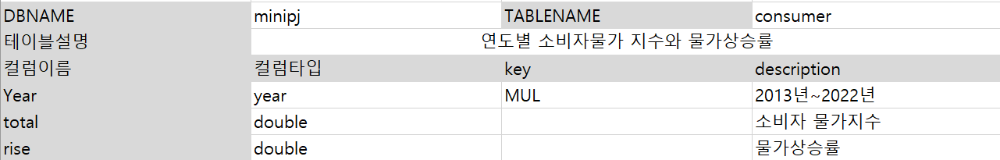 DBNAME minipj TABLENAME consumer
테이블설명 연도별 소비자물가 지수와 물가상승률
컬럼이름 컬럼타입 key description
Year year MUL 2013년~2022년
total double 소비자 물가지수
rise double 물가상승률